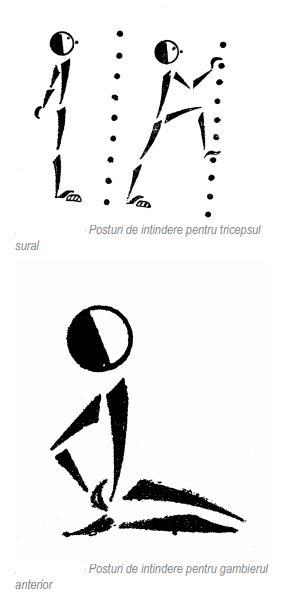 Posturi de intindere pentru tricepsul
sural
Posturi de intindere pentru gambierul
anterior